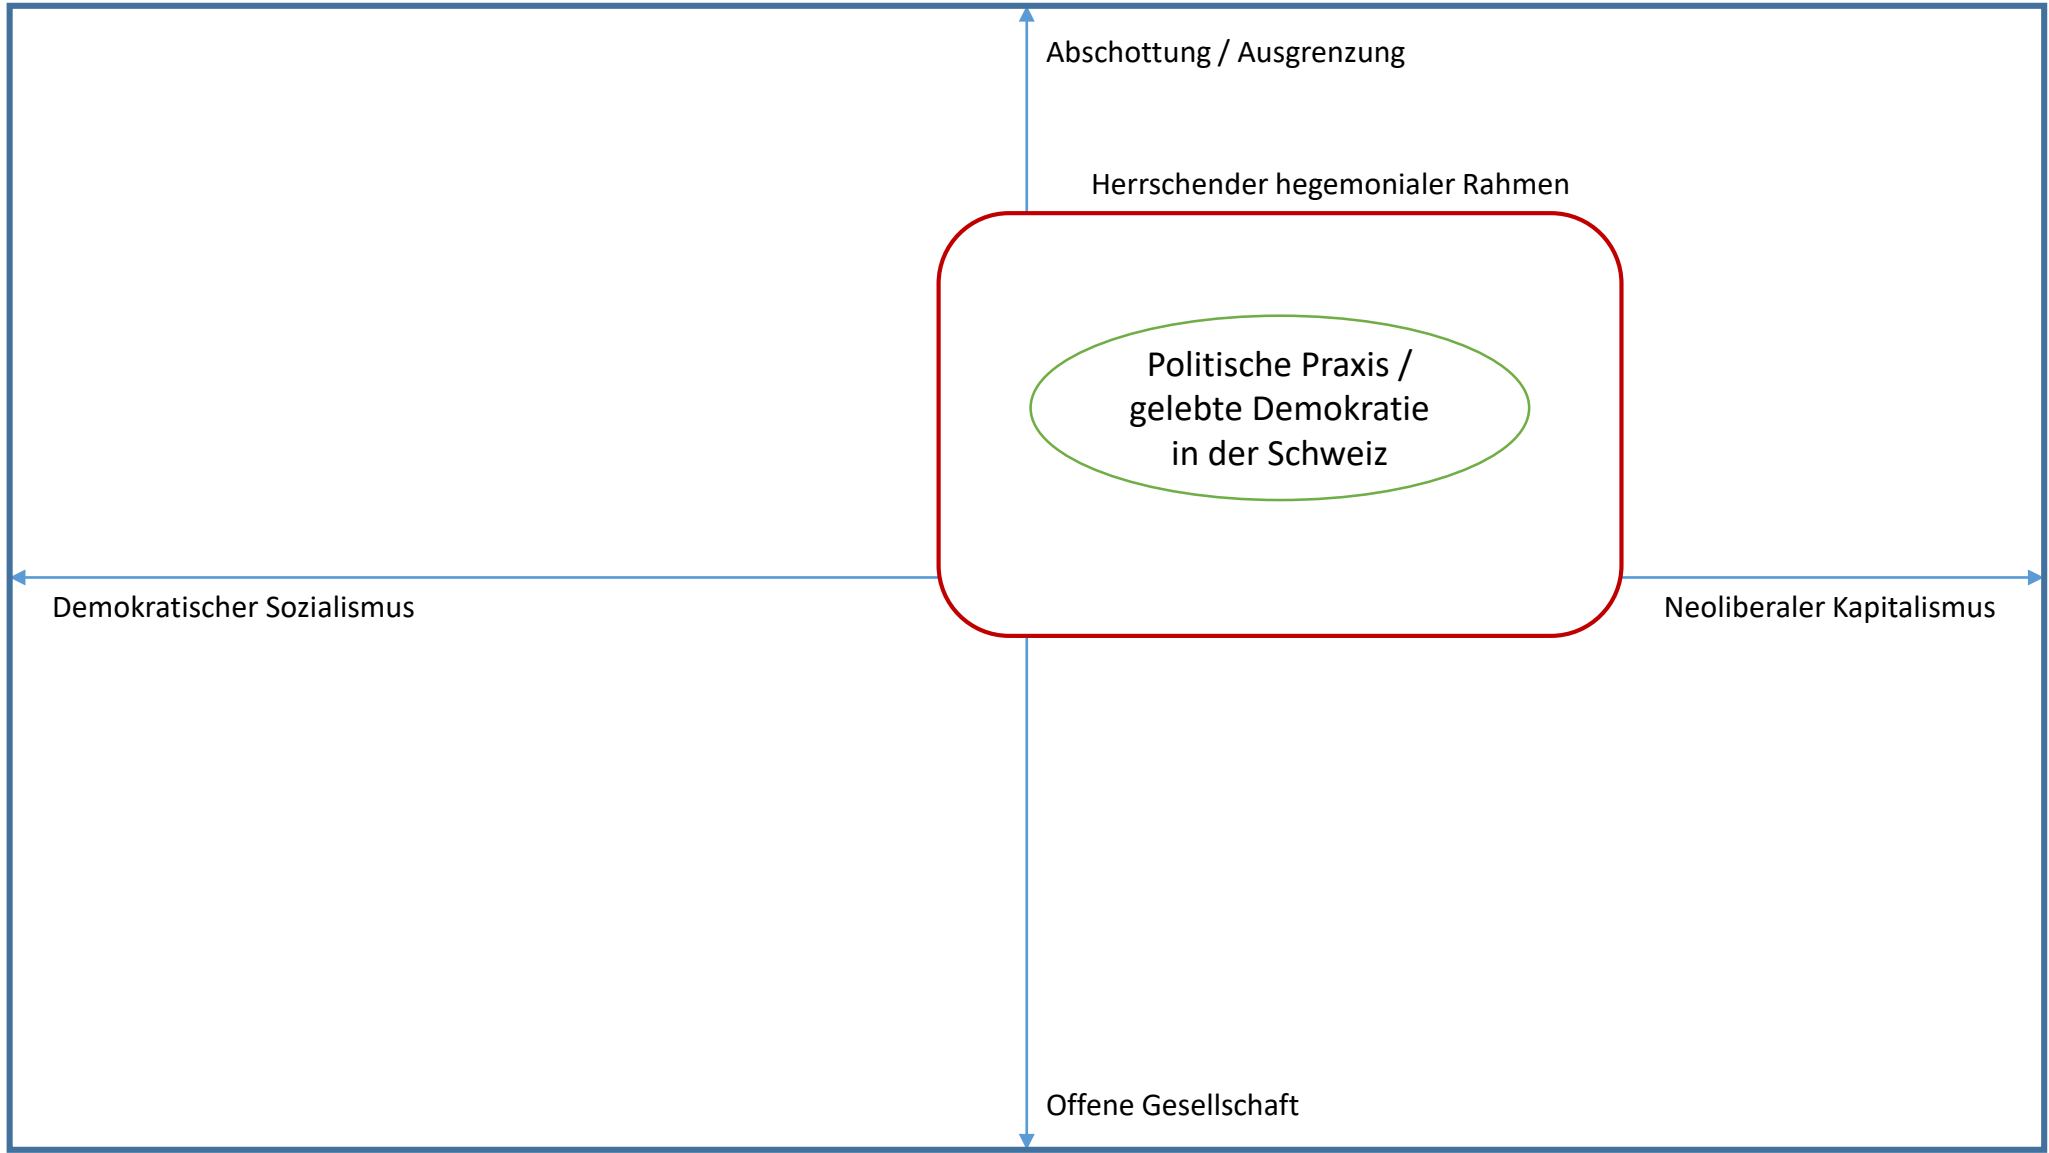 Abschottung / Ausgrenzung
Herrschender hegemonialer Rahmen
Politische Praxis /
gelebte Demokratie
in der Schweiz
Demokratischer Sozialismus
Neoliberaler Kapitalismus
Offene Gesellschaft